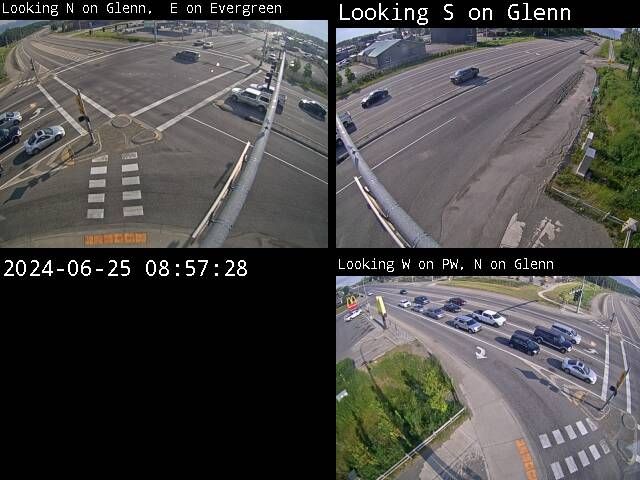 Looking N on Glenn,  E on Evergreen
Looking S on Glenn
2024-06-25 08:57:28
Looking W on PW, N on Glenn